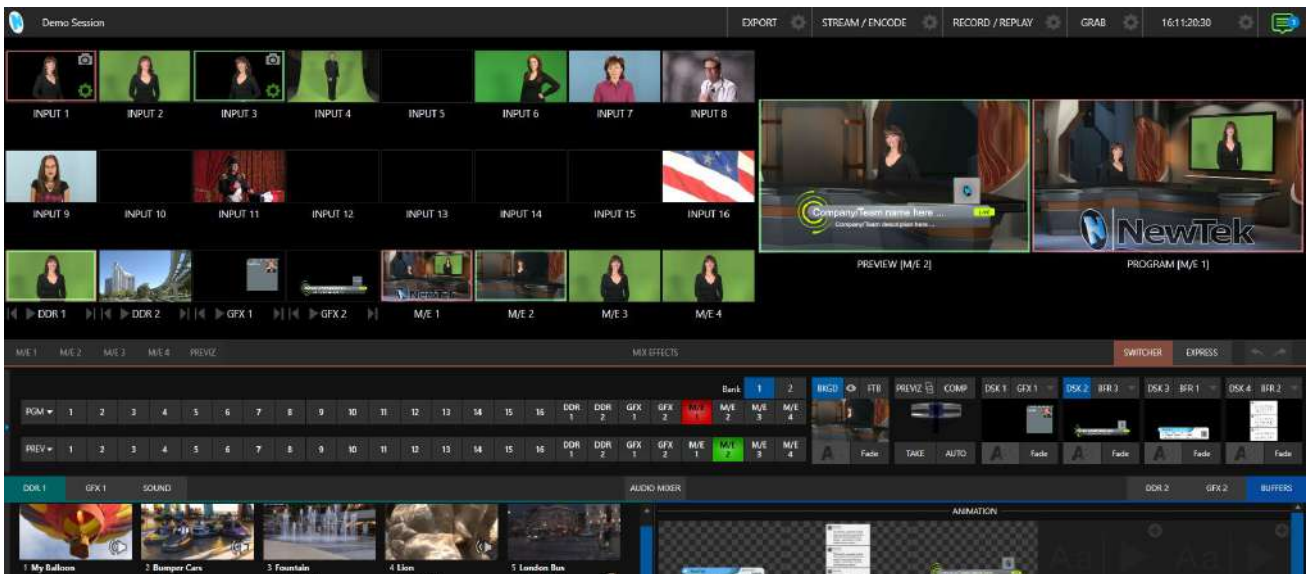 Demo Session
EXPORT STREAM / ENCODE RECORD / REPLAY GRAB 16:11:20:30 1
INPUT 1 INPUT 2 INPUT 3 INPUT 4 INPUT 5 INPUT 6 INPUT 7 INPUT 8
INPUT 9 INPUT 10 INPUT 11 INPUT 12 INPUT 13 INPUT 14 INPUT 15 INPUT 16
Company/Team name here ... LIVE
Company/Team description here ...
NewTek
PREVIEW [M/E 2] PROGRAM [M/E 1]
DDR 1 DDR 2 GFX 1 GFX 2 M/E 1 M/E 2 M/E 3 M/E 4
M/E 1 M/E 2 M/E 3 M/E 4 PREVIZ MIX EFFECTS SWITCHER EXPRESS
Bank 1 2 BKGD FTB PREVIZ COMP DSK 1 GFX 1 DSK 2 BFR 3 DSK 3 BFR 1 DSK 4 BFR 2
PGM 1 2 3 4 5 6 7 8 9 10 11 12 13 14 15 16 DDR 1 DDR 2 GFX 1 GFX 2 M/E 1 M/E 2 M/E 3 M/E 4
PREV 1 2 3 4 5 6 7 8 9 10 11 12 13 14 15 16 DDR 1 DDR 2 GFX 1 GFX 2 M/E 1 M/E 2 M/E 3 M/E 4
A Fade TAKE AUTO A Fade A Fade A Fade A Fade
DDR 1 GFX 1 SOUND AUDIO MIXER DDR 2 GFX 2 BUFFERS
ANIMATION
1 My Balloon 2 Bumper Cars 3 Fountain 4 Lion 5 London Bus